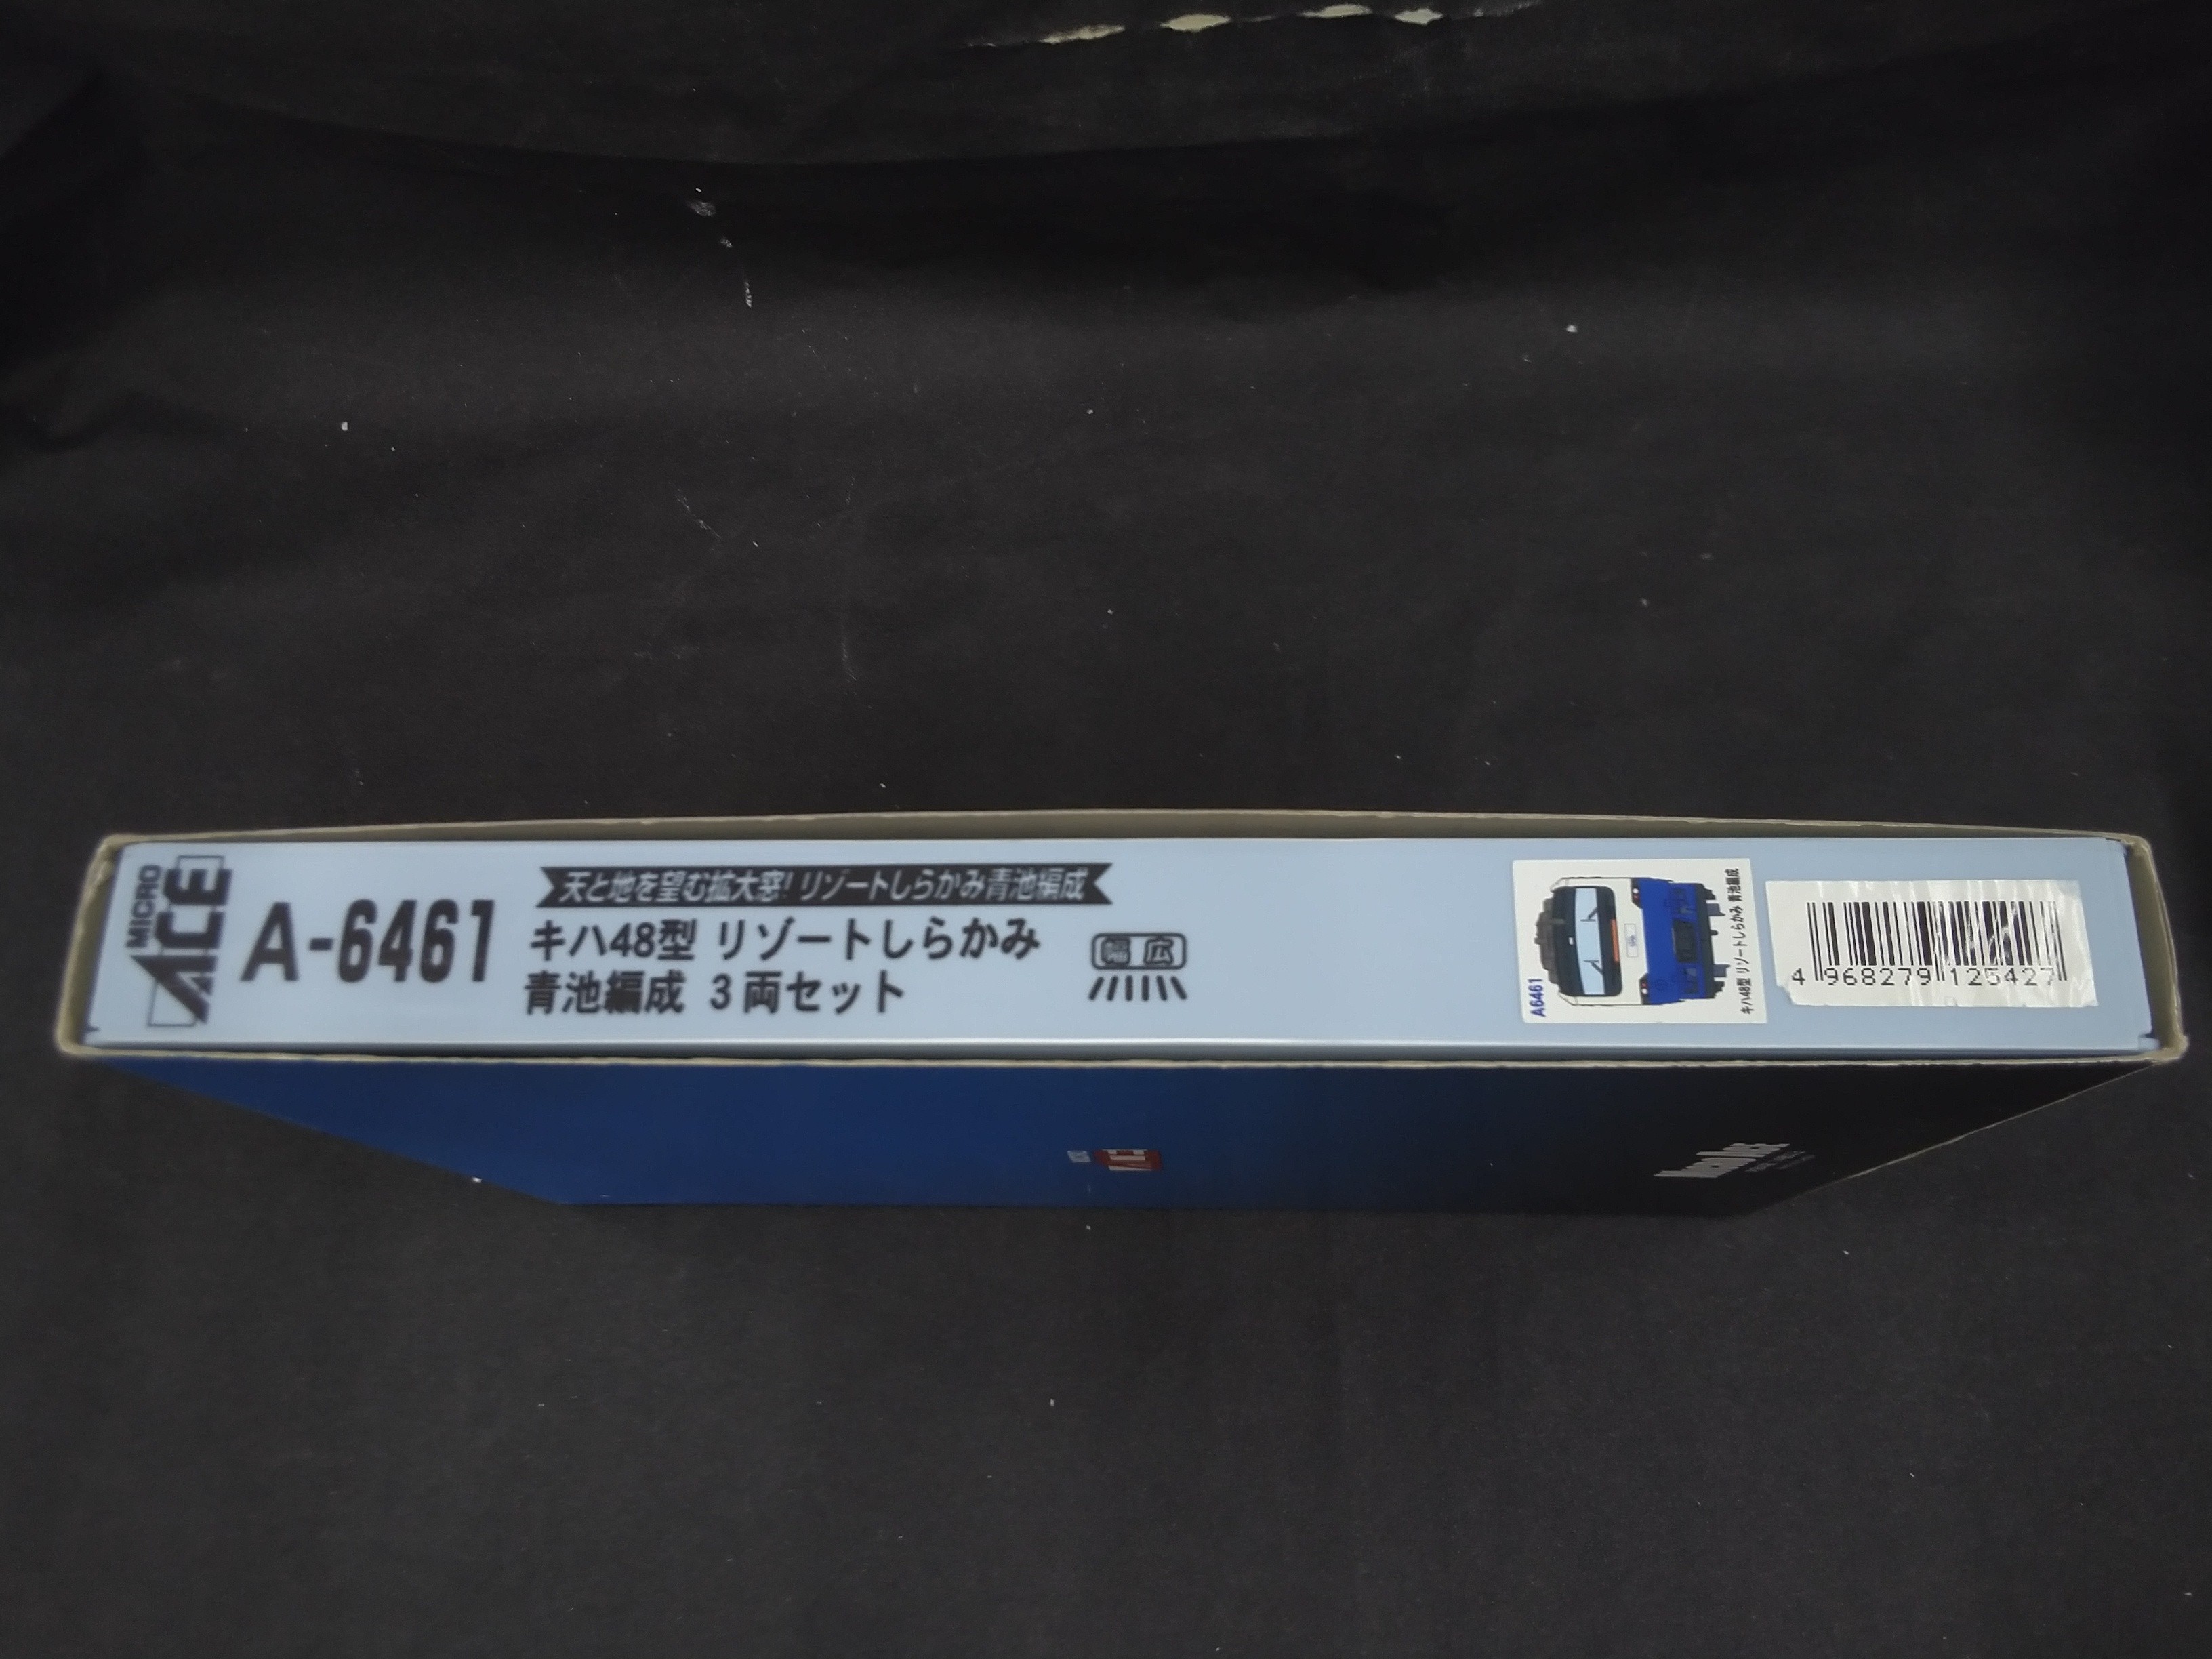 MICRO
ACE
A-6461
天と地を望む拡大窓!リゾートしらかみ青池編成
キハ48型 リゾートしらかみ
青池編成 3両セット
幅広
A6461
キハ48型 リゾートしらかみ 青池編成
4 968279 125427